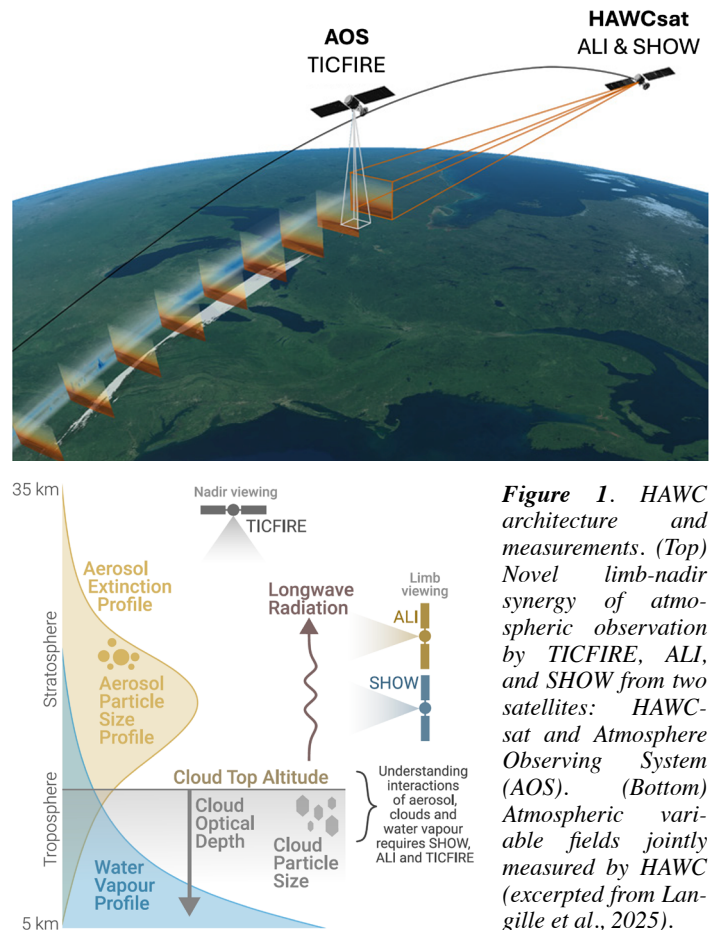 AOS
TICFIRE
HAWCsat
ALI & SHOW
35 km
Stratosphere
Troposphere
5 km
Nadir viewing
TICFIRE
Aerosol
Extinction
Profile
Aerosol
Particle
Size
Profile
Longwave
Radiation
Limb
viewing
ALI
SHOW
Cloud Top Altitude
Cloud
Optical
Depth
Cloud
Particle
Size
Understanding
interactions
of aerosol,
clouds and
water vapour
requires SHOW,
ALI and TICFIRE
Water
Vapour
Profile
Figure 1. HAWC
architecture and
measurements. (Top)
Novel limb-nadir
synergy of atmo-
spheric observation
by TICFIRE, ALI,
and SHOW from two
satellites: HAWC-
sat and Atmosphere
Observing System
(AOS). (Bottom)
Atmospheric vari-
able fields jointly
measured by HAWC
(excerpted from Lan-
gille et al., 2025).